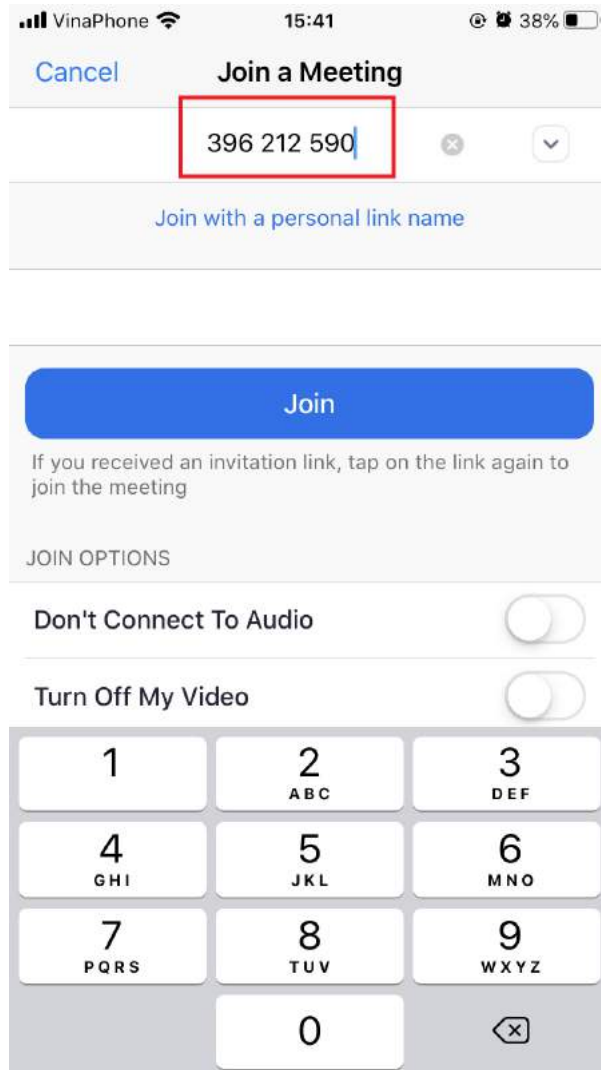 VinaPhone 15:41 38%
Cancel Join a Meeting
396 212 590
Join with a personal link name
Join
If you received an invitation link, tap on the link again to
join the meeting
JOIN OPTIONS
Don't Connect To Audio
Turn Off My Video
1 2 3
ABC DEF
4 5 6
GHI JKL MNO
7 8 9
PQRS TUV WXYZ
0